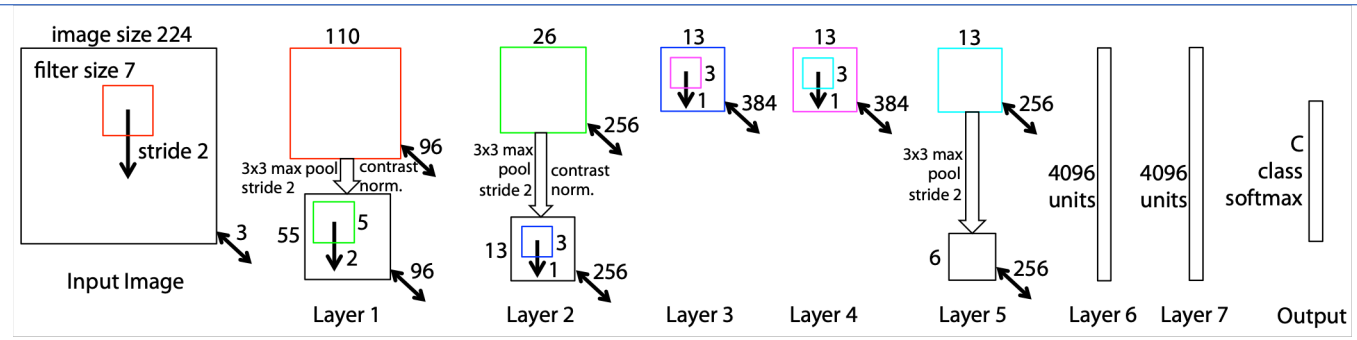 image size 224
filter size 7
stride 2
3
Input Image
110
96
3x3 max pool
stride 2
contrast
norm.
55
5
2
96
Layer 1
26
256
3x3 max
pool
stride 2
contrast
norm.
13
3
1
256
Layer 2
13
3
1
384
Layer 3
13
3
1
384
Layer 4
13
256
3x3 max
pool
stride 2
6
256
Layer 5
4096
units
Layer 6
4096
units
Layer 7
C
class
softmax
Output